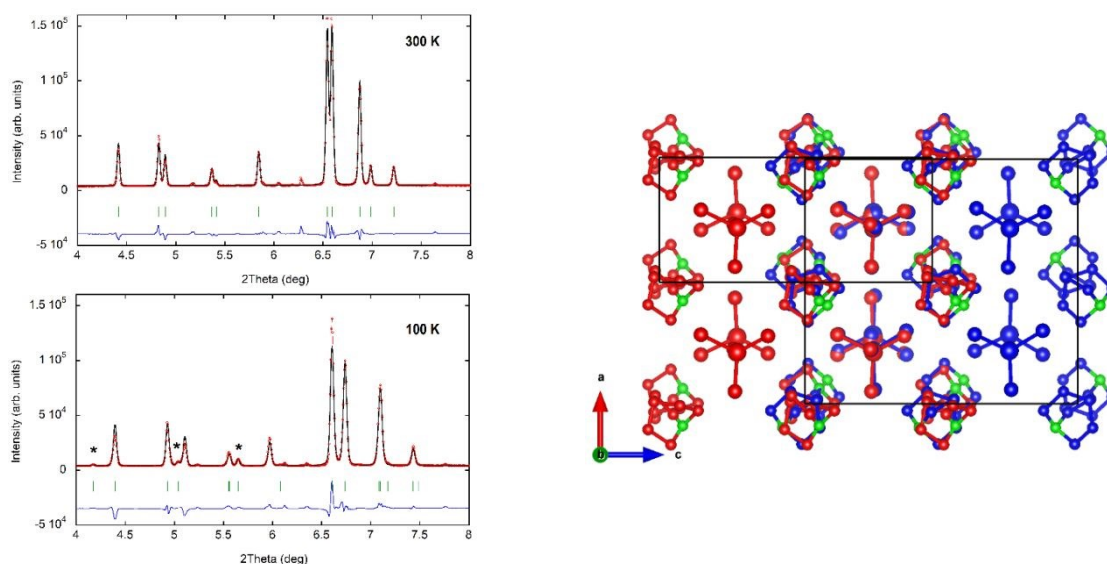 1.5 10⁵
300 K
1 10⁵
5 10⁴
0
-5 10⁴
Intensity (arb. units)
4 4.5 5 5.5 6 6.5 7 7.5 8
2Theta (deg)
1.5 10⁵
100 K
1 10⁵
5 10⁴
0
-5 10⁴
Intensity (arb. units)
* * *
4 4.5 5 5.5 6 6.5 7 7.5 8
2Theta (deg)
a
b c